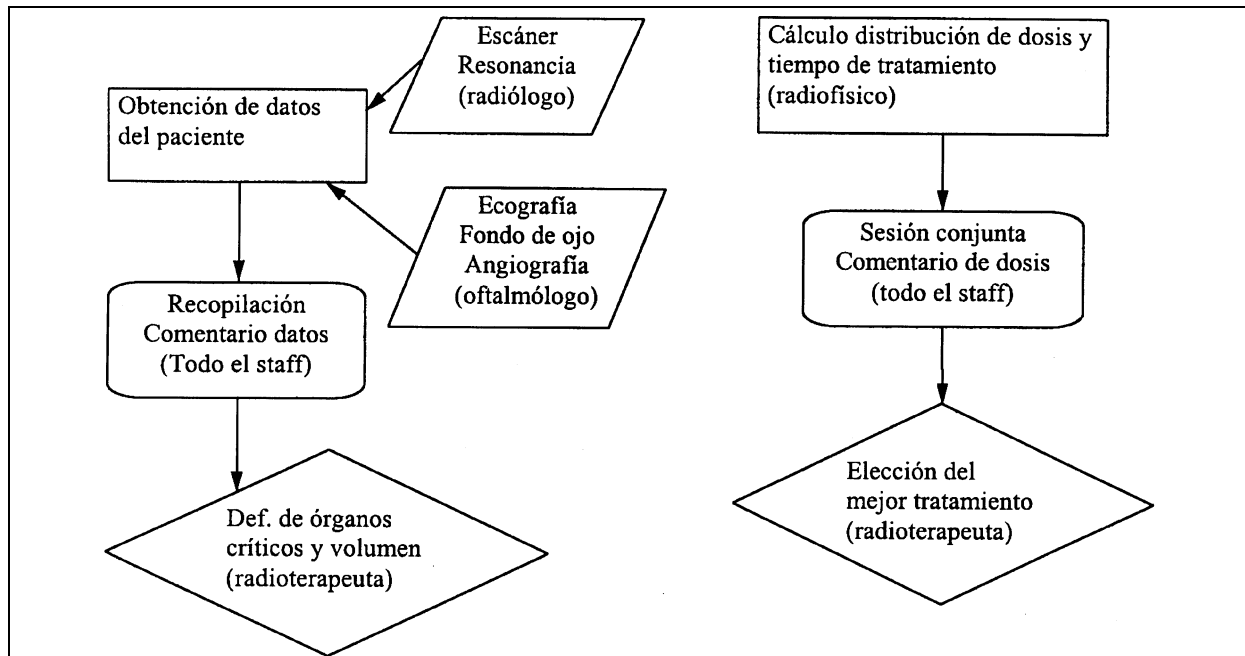 Escáner
Resonancia
(radiólogo)
Obtención de datos
del paciente
Ecografía
Fondo de ojo
Angiografía
(oftalmólogo)
Recopilación
Comentario datos
(Todo el staff)
Def. de órganos
críticos y volumen
(radioterapeuta)
Cálculo distribución de dosis y
tiempo de tratamiento
(radiofísico)
Sesión conjunta
Comentario de dosis
(todo el staff)
Elección del
mejor tratamiento
(radioterapeuta)